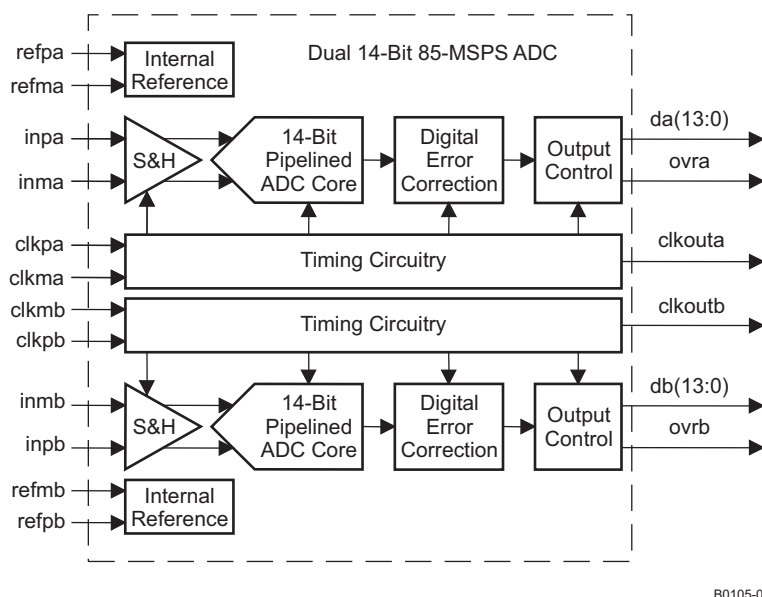 Dual 14-Bit 85-MSPS ADC
refpa
refma
Internal
Reference
inpa
inma
S&H
14-Bit
Pipelined
ADC Core
Digital
Error
Correction
Output
Control
da(13:0)
ovra
clkpa
clkma
Timing Circuitry
clkouta
clkmb
clkpb
Timing Circuitry
clkoutb
inmb
inpb
S&H
14-Bit
Pipelined
ADC Core
Digital
Error
Correction
Output
Control
db(13:0)
ovrb
refmb
refpb
Internal
Reference